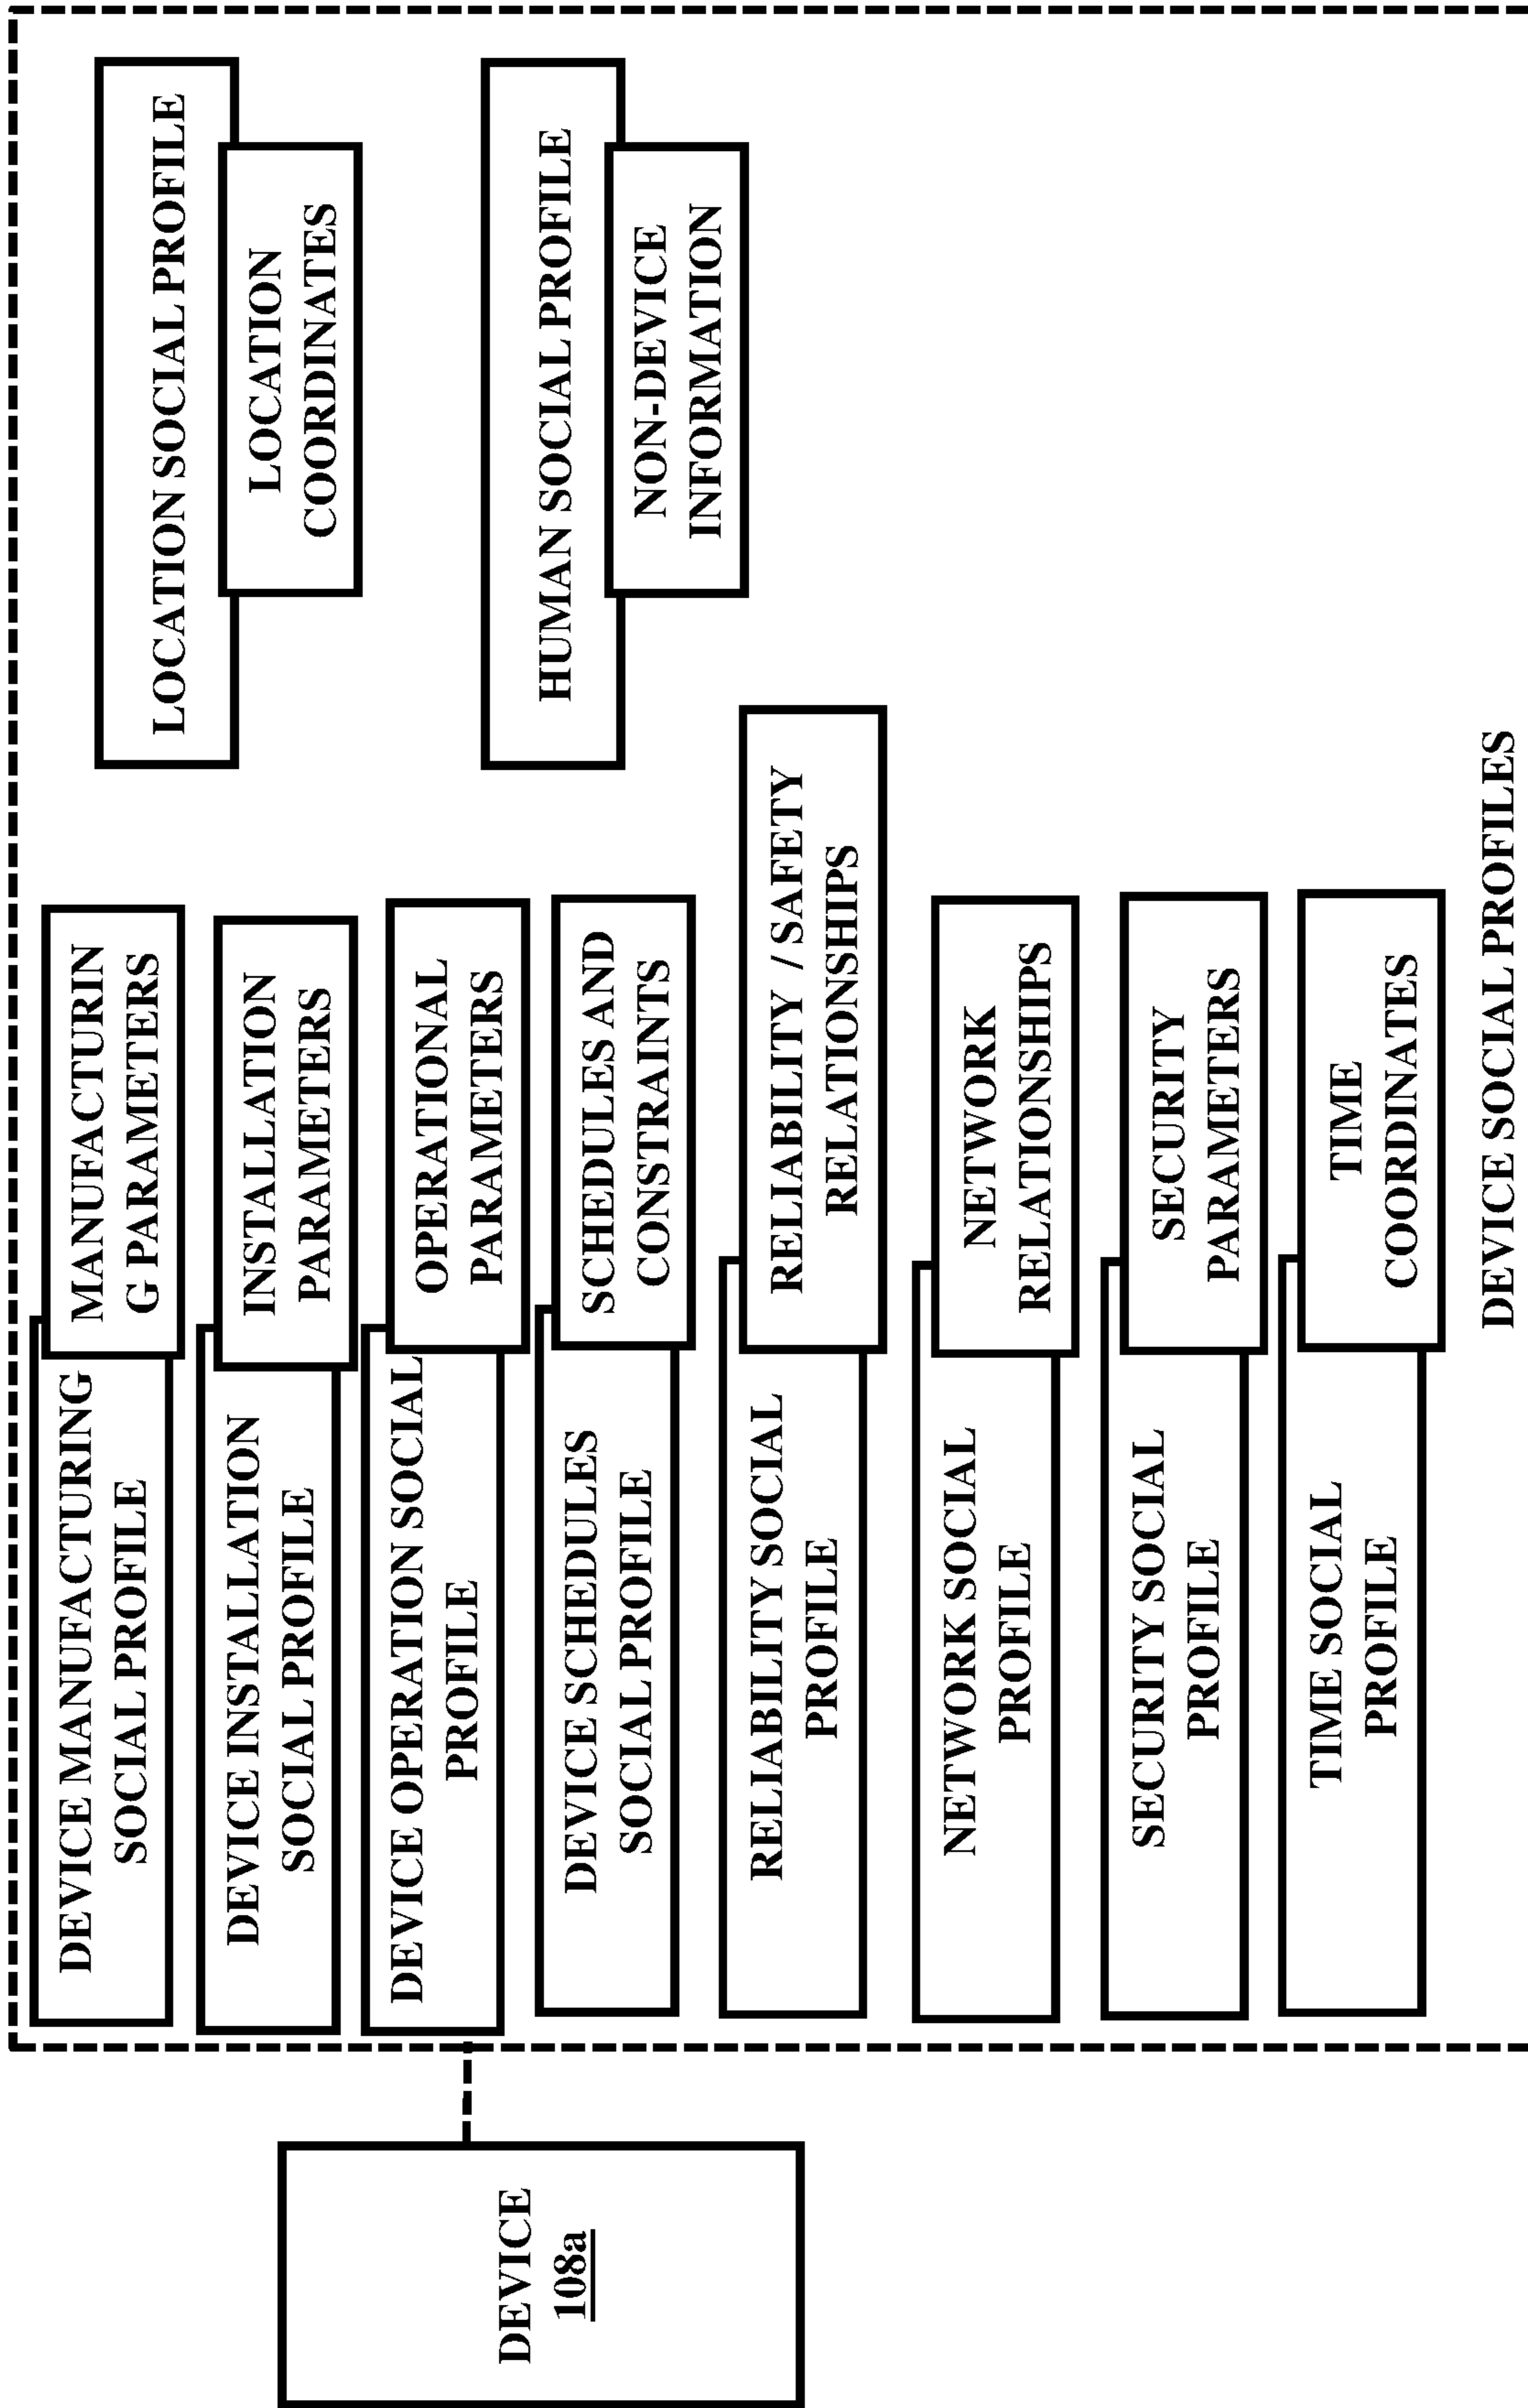 DEVICE
108a
DEVICE MANUFACTURING
SOCIAL PROFILE
MANUFACTURIN
G PARAMETERS
DEVICE INSTALLATION
SOCIAL PROFILE
INSTALLATION
PARAMETERS
DEVICE OPERATION SOCIAL
PROFILE
OPERATIONAL
PARAMETERS
DEVICE SCHEDULES
SOCIAL PROFILE
SCHEDULES AND
CONSTRAINTS
RELIABILITY SOCIAL
PROFILE
RELIABILITY / SAFETY
RELATIONSHIPS
NETWORK SOCIAL
PROFILE
NETWORK
RELATIONSHIPS
SECURITY SOCIAL
PROFILE
SECURITY
PARAMETERS
TIME SOCIAL
PROFILE
TIME
COORDINATES
LOCATION SOCIAL PROFILE
LOCATION
COORDINATES
HUMAN SOCIAL PROFILE
NON-DEVICE
INFORMATION
DEVICE SOCIAL PROFILES